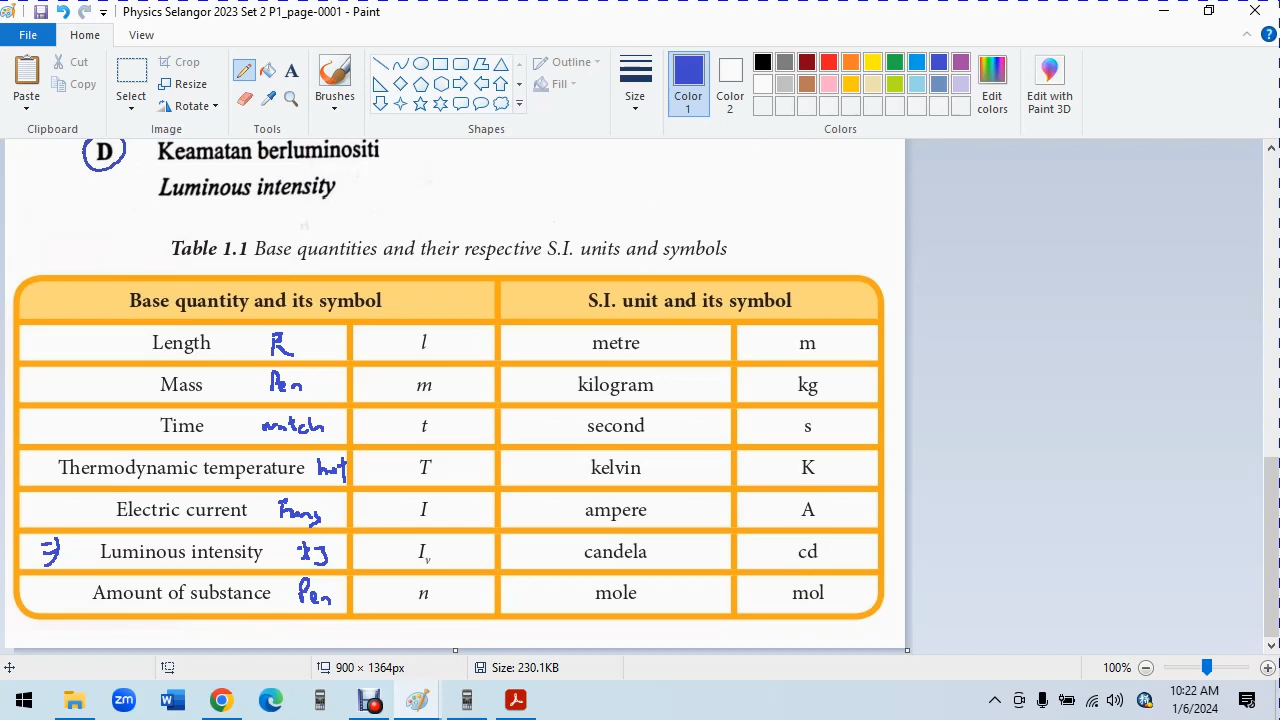 Physics Selangor 2023 Set 2 P1_page-0001 - Paint
File Home View
Paste Cut Copy Select Crop Resize Rotate A Brushes Outline Fill Size Color 1 Color 2 Edit colors Edit with Paint 3D
Clipboard Image Tools Shapes Colors
D Keamatan berluminositi
Luminous intensity
Table 1.1 Base quantities and their respective S.I. units and symbols
Base quantity and its symbol S.I. unit and its symbol
Length l metre m
Mass Pen m kilogram kg
Time watch t second s
Thermodynamic temperature hot T kelvin K
Electric current I ampere A
Luminous intensity Iv candela cd
Amount of substance Pen n mole mol
900 × 1364px Size: 230.1KB 100%
zm W 10:22 AM
1/6/2024